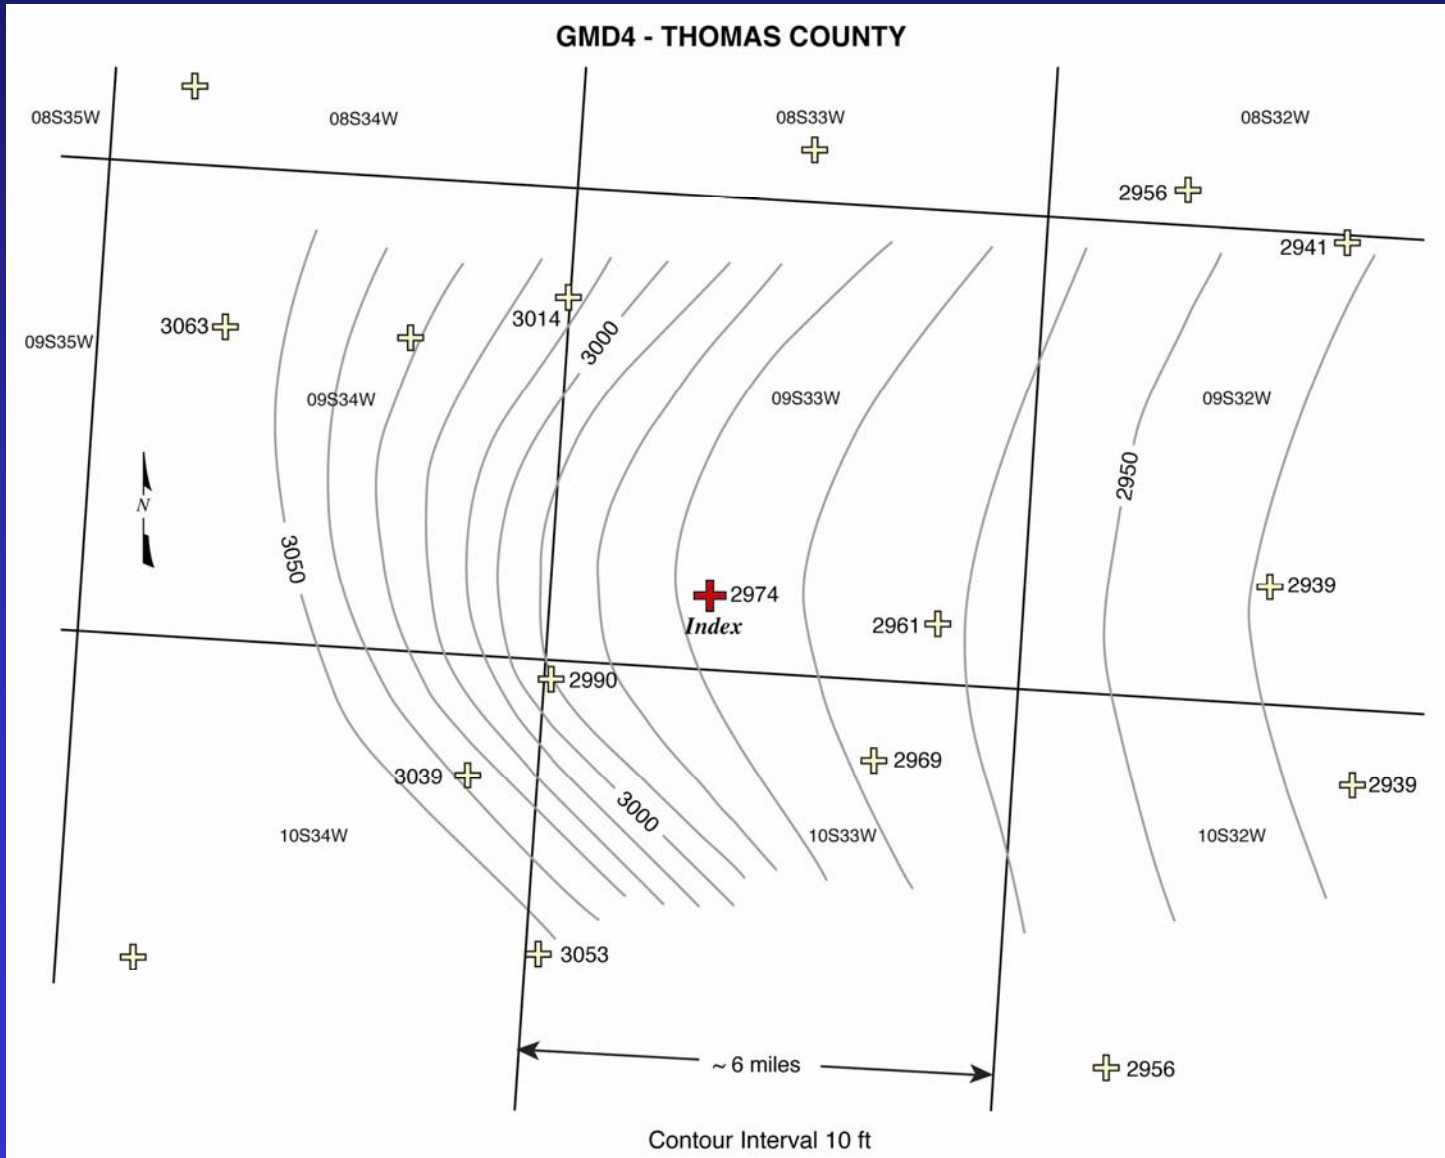 GMD4 - THOMAS COUNTY
08S35W
08S34W
08S33W
08S32W
2956
2941
3063
3014
3000
09S35W
09S34W
09S33W
09S32W
2950
N
3050
2974
Index
2961
2939
2990
3039
2969
2939
3000
10S34W
10S33W
10S32W
3053
~ 6 miles
2956
Contour Interval 10 ft